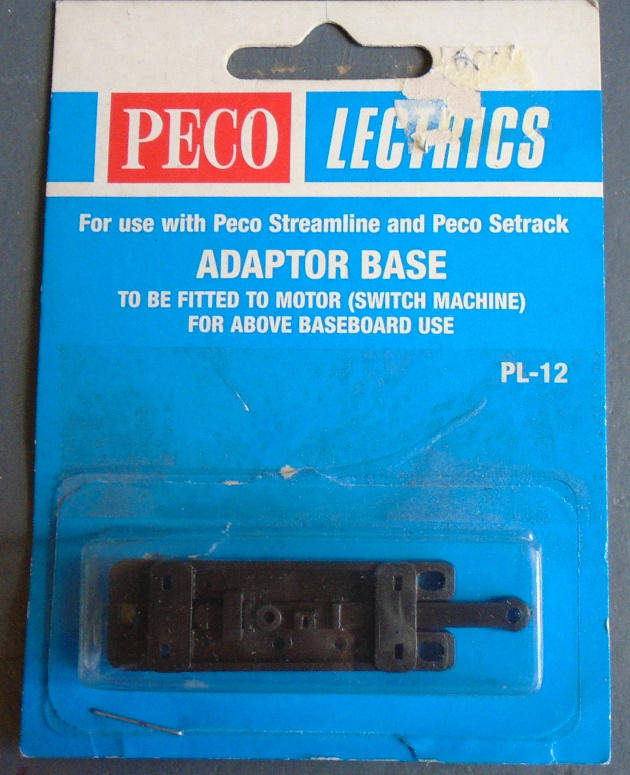 PECO LECTRICS
For use with Peco Streamline and Peco Setrack
ADAPTOR BASE
TO BE FITTED TO MOTOR (SWITCH MACHINE)
FOR ABOVE BASEBOARD USE
PL-12